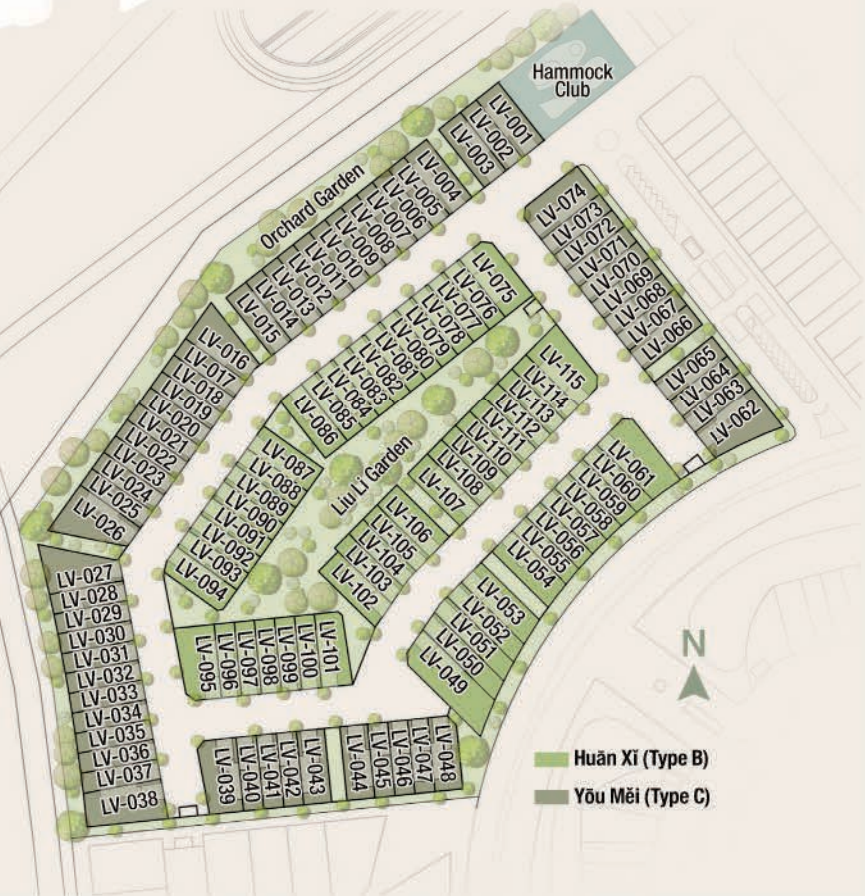 Hammock
Club
Orchard Garden
Liu Li Garden
LV-001
LV-002
LV-003
LV-004
LV-005
LV-006
LV-007
LV-008
LV-009
LV-010
LV-011
LV-012
LV-013
LV-014
LV-015
LV-016
LV-017
LV-018
LV-019
LV-020
LV-021
LV-022
LV-023
LV-024
LV-025
LV-026
LV-027
LV-028
LV-029
LV-030
LV-031
LV-032
LV-033
LV-034
LV-035
LV-036
LV-037
LV-038
LV-039
LV-040
LV-041
LV-042
LV-043
LV-044
LV-045
LV-046
LV-047
LV-048
LV-049
LV-050
LV-051
LV-052
LV-053
LV-054
LV-055
LV-056
LV-057
LV-058
LV-059
LV-060
LV-061
LV-062
LV-063
LV-064
LV-065
LV-066
LV-067
LV-068
LV-069
LV-070
LV-071
LV-072
LV-073
LV-074
LV-075
LV-076
LV-077
LV-078
LV-079
LV-080
LV-081
LV-082
LV-083
LV-084
LV-085
LV-086
LV-087
LV-088
LV-089
LV-090
LV-091
LV-092
LV-093
LV-094
LV-095
LV-096
LV-097
LV-098
LV-099
LV-100
LV-101
LV-102
LV-103
LV-104
LV-105
LV-106
LV-107
LV-108
LV-109
LV-110
LV-111
LV-112
LV-113
LV-114
LV-115
N
Huān Xǐ (Type B)
Yōu Měi (Type C)